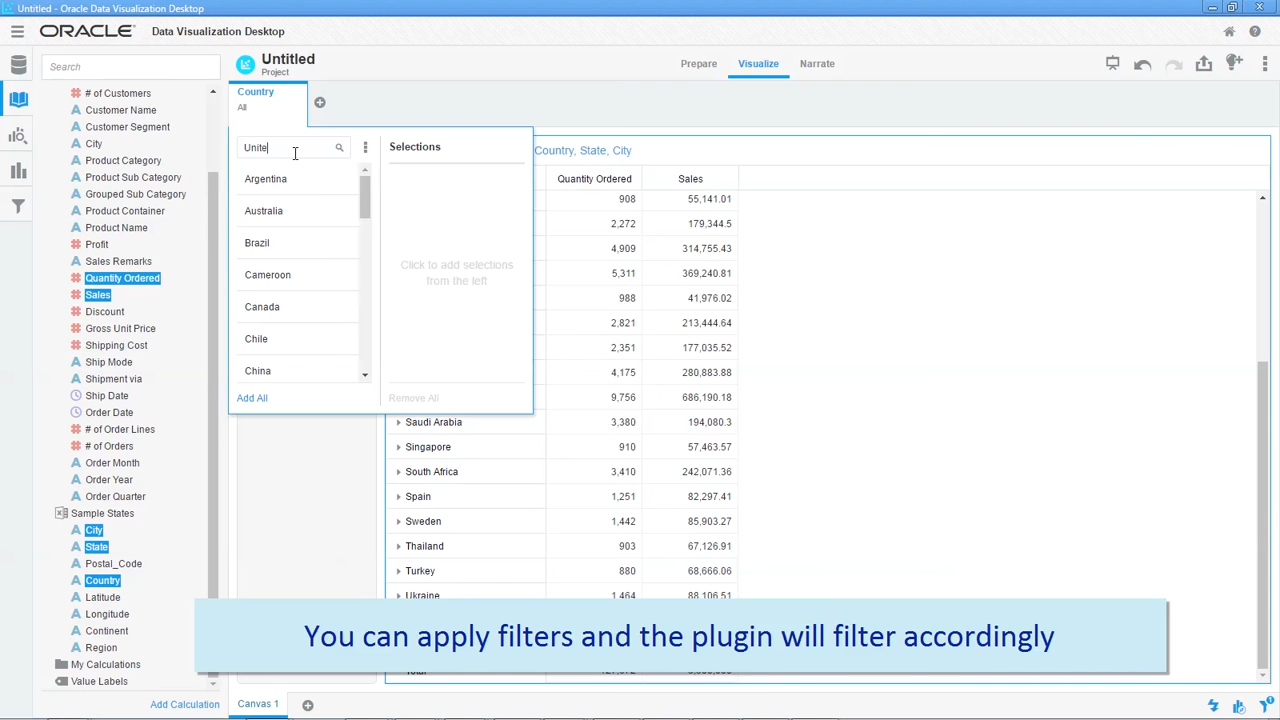 Untitled - Oracle Data Visualization Desktop
ORACLE Data Visualization Desktop
Search
Untitled
Project
Prepare
Visualize
Narrate
# of Customers
Customer Name
Customer Segment
City
Product Category
Product Sub Category
Grouped Sub Category
Product Container
Product Name
Profit
Sales Remarks
Quantity Ordered
Sales
Discount
Gross Unit Price
Shipping Cost
Ship Mode
Shipment via
Ship Date
Order Date
# of Order Lines
# of Orders
Order Month
Order Year
Order Quarter
Sample States
City
State
Postal_Code
Country
Latitude
Longitude
Continent
Region
My Calculations
Value Labels
Add Calculation
Country
All
Unite
Argentina
Australia
Brazil
Cameroon
Canada
Chile
China
Add All
Selections
Click to add selections
from the left
Remove All
Country, State, City
Quantity Ordered Sales
908 55,141.01
2,272 179,344.5
4,909 314,755.43
5,311 369,240.81
988 41,976.02
2,821 213,444.64
2,351 177,035.52
4,175 280,883.88
9,756 686,190.18
Saudi Arabia 3,380 194,080.3
Singapore 910 57,463.57
South Africa 3,410 242,071.36
Spain 1,251 82,297.41
Sweden 1,442 85,903.27
Thailand 903 67,126.91
Turkey 880 68,666.06
Ukraine 1,464 88,106.51
You can apply filters and the plugin will filter accordingly
Canvas 1